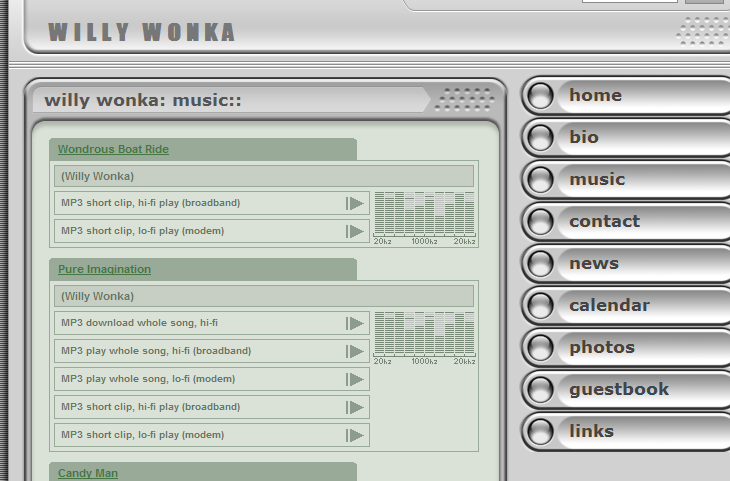 WILLY WONKA
willy wonka: music::
Wondrous Boat Ride
(Willy Wonka)
MP3 short clip, hi-fi play (broadband)
MP3 short clip, lo-fi play (modem)
20hz 1000hz 20khz
Pure Imagination
(Willy Wonka)
MP3 download whole song, hi-fi
MP3 play whole song, hi-fi (broadband)
MP3 play whole song, lo-fi (modem)
MP3 short clip, hi-fi play (broadband)
MP3 short clip, lo-fi play (modem)
20hz 1000hz 20khz
Candy Man
home
bio
music
contact
news
calendar
photos
guestbook
links